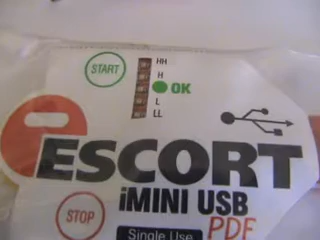 START
HH
H
OK
L
LL
ESCORT
iMINI USB
PDF
STOP
Single Use